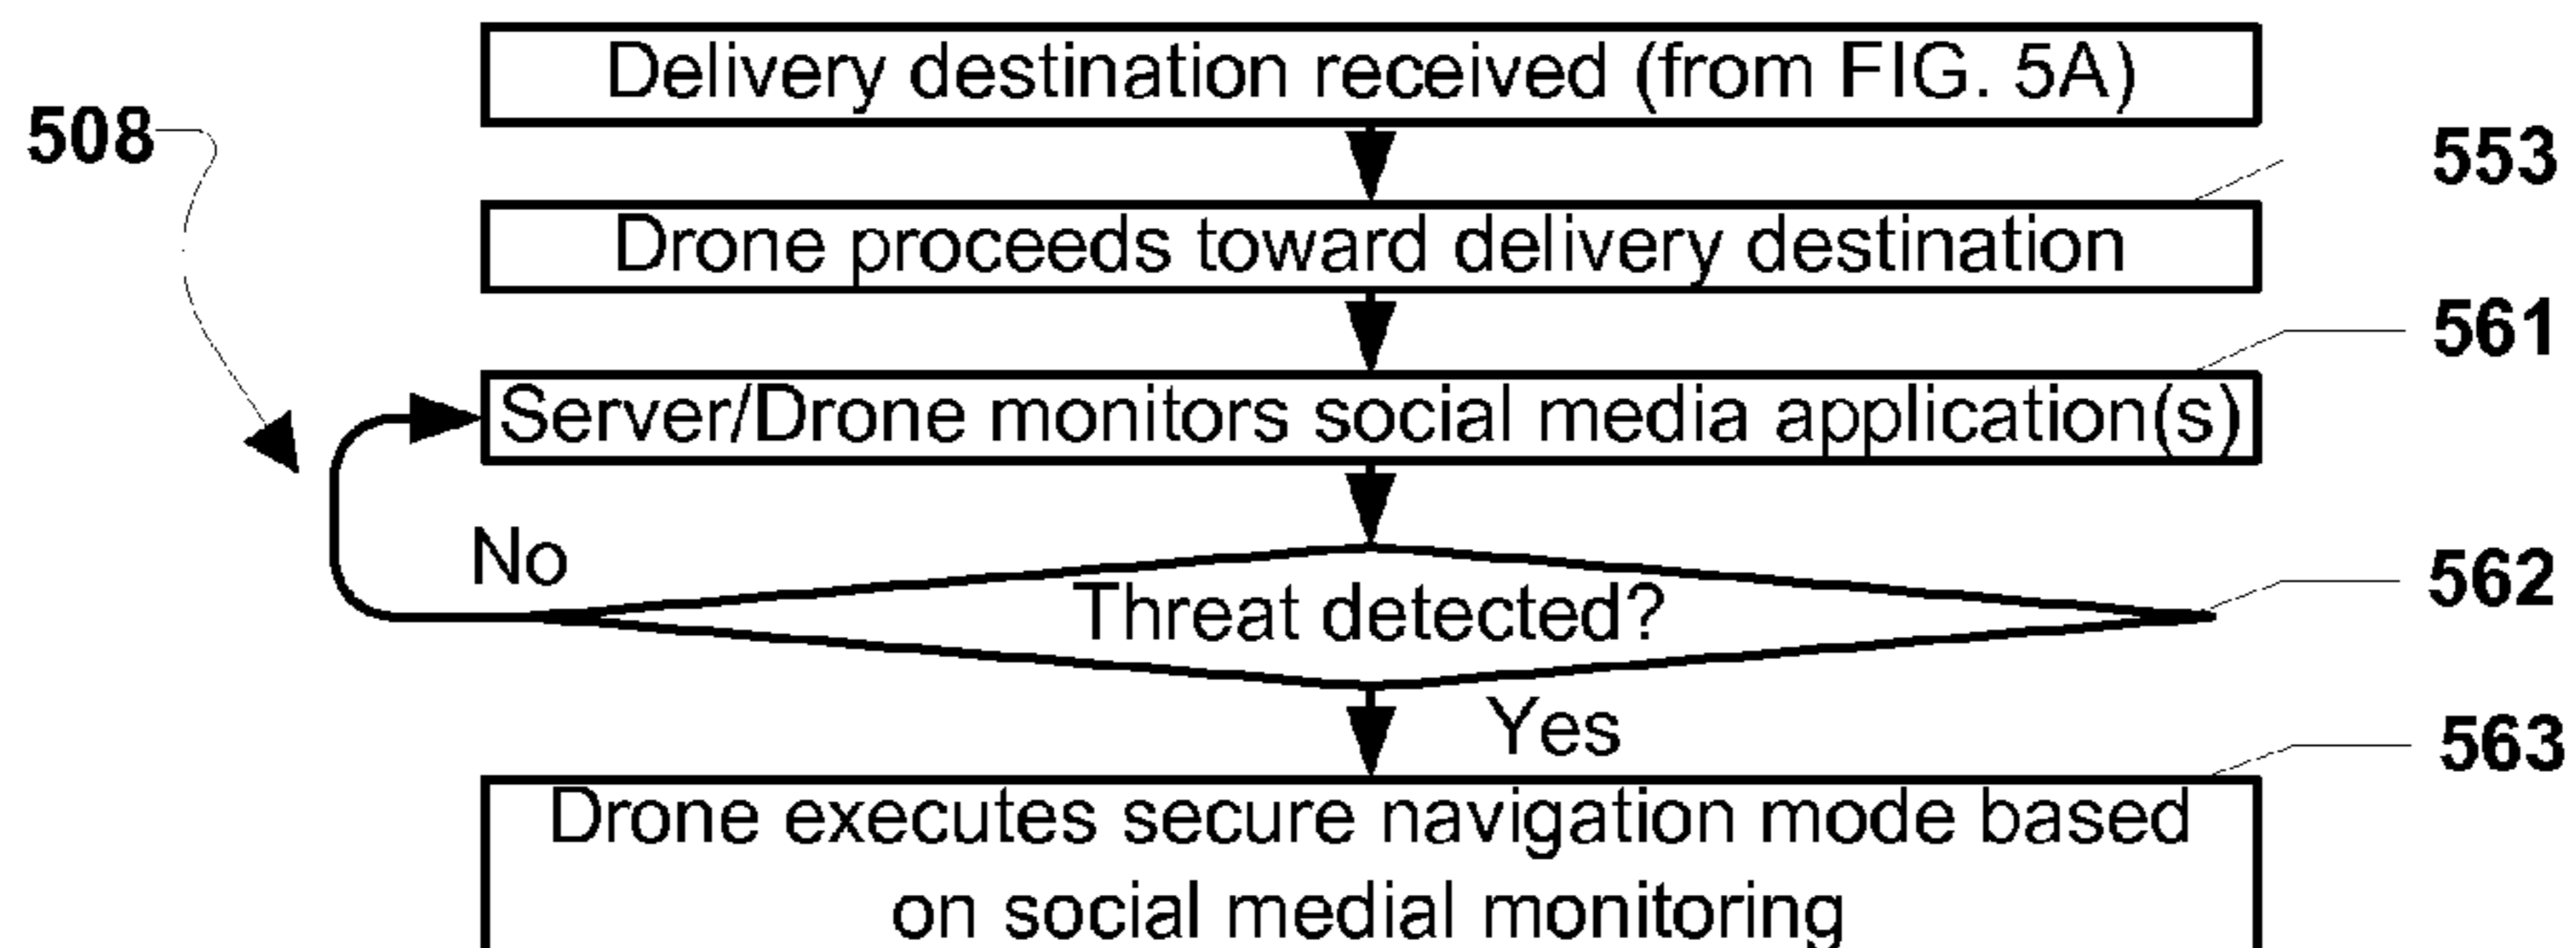 Delivery destination received (from FIG. 5A)
508
553
Drone proceeds toward delivery destination
561
Server/Drone monitors social media application(s)
No
562
Threat detected?
Yes
563
Drone executes secure navigation mode based
on social medial monitoring